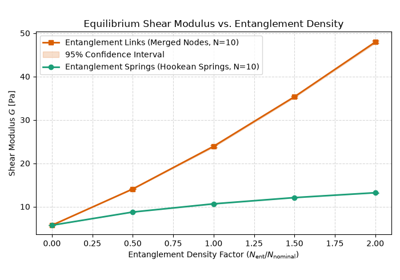 Equilibrium Shear Modulus vs. Entanglement Density
50
Entanglement Links (Merged Nodes, N=10)
95% Confidence Interval
Entanglement Springs (Hookean Springs, N=10)
40
30
20
10
Shear Modulus G [Pa]
0.00 0.25 0.50 0.75 1.00 1.25 1.50 1.75 2.00
Entanglement Density Factor (Nent/Nnominal)